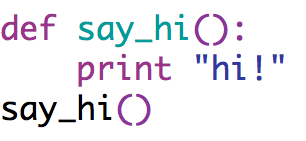 def say_hi():
    print "hi!"
say_hi()